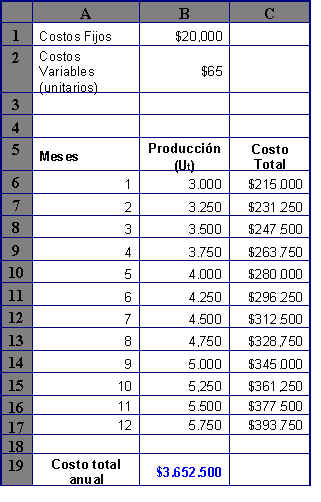 A B C
1 Costos Fijos $20,000
2 Costos
Variables $65
(unitarios)
3
4
5 Meses Producción Costo
(Ut) Total
6 1 3.000 $215.000
7 2 3.250 $231.250
8 3 3.500 $247.500
9 4 3.750 $263.750
10 5 4.000 $280.000
11 6 4.250 $296.250
12 7 4.500 $312.500
13 8 4,750 $328,750
14 9 5.000 $345.000
15 10 5,250 $361,250
16 11 5.500 $377.500
17 12 5.750 $393.750
18
19 Costo total $3.652.500
anual